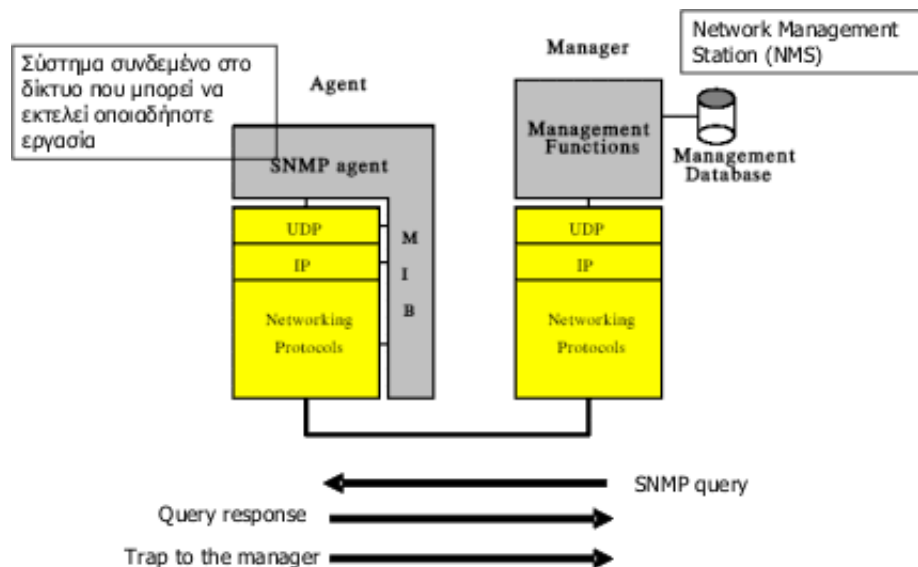 Manager
Network Management
Station (NMS)
Σύστημα συνδεμένο στο
δίκτυο που μπορεί να
εκτελεί οποιαδήποτε
εργασία
Agent
SNMP agent
Management
Functions
Management
Database
UDP
IP
Networking
Protocols
M
I
B
UDP
IP
Networking
Protocols
SNMP query
Query response
Trap to the manager